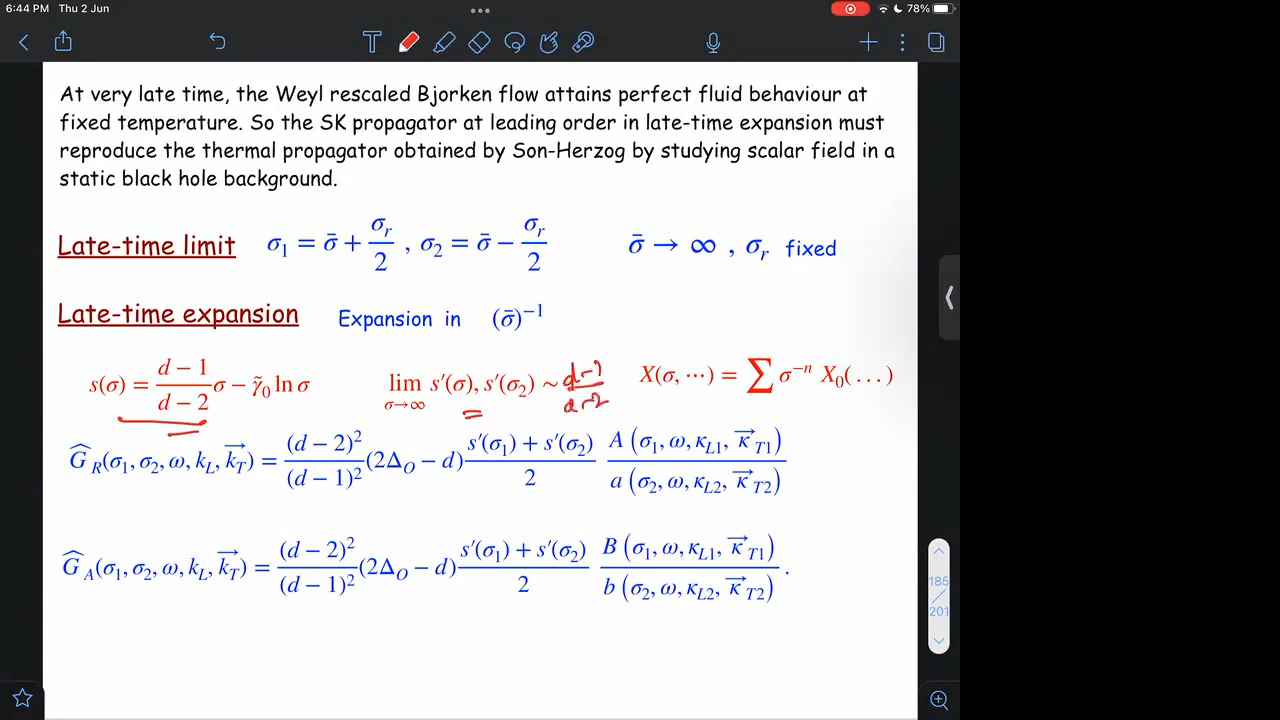 6:44 PM Thu 2 Jun 78%
At very late time, the Weyl rescaled Bjorken flow attains perfect fluid behaviour at
fixed temperature. So the SK propagator at leading order in late-time expansion must
reproduce the thermal propagator obtained by Son-Herzog by studying scalar field in a
static black hole background.
Late-time limit σ₁ = σ̄ + σᵣ/2 , σ₂ = σ̄ − σᵣ/2 σ̄ → ∞ , σᵣ fixed
Late-time expansion Expansion in (σ̄)⁻¹
s(σ) = (d − 1)/(d − 2) σ − γ̃₀ ln σ lim σ→∞ s′(σ), s′(σ₂) ∼ d-1/d-2 X(σ, ⋯) = ∑ σ⁻ⁿ X₀(…)
Ĝ_R(σ₁, σ₂, ω, k_L, k⃗_T) = (d − 2)²/(d − 1)² (2Δ_O − d) (s′(σ₁) + s′(σ₂))/2 A (σ₁, ω, κ_L1, κ⃗_T1)/a (σ₂, ω, κ_L2, κ⃗_T2)
Ĝ_A(σ₁, σ₂, ω, k_L, k⃗_T) = (d − 2)²/(d − 1)² (2Δ_O − d) (s′(σ₁) + s′(σ₂))/2 B (σ₁, ω, κ_L1, κ⃗_T1)/b (σ₂, ω, κ_L2, κ⃗_T2) .
185
201